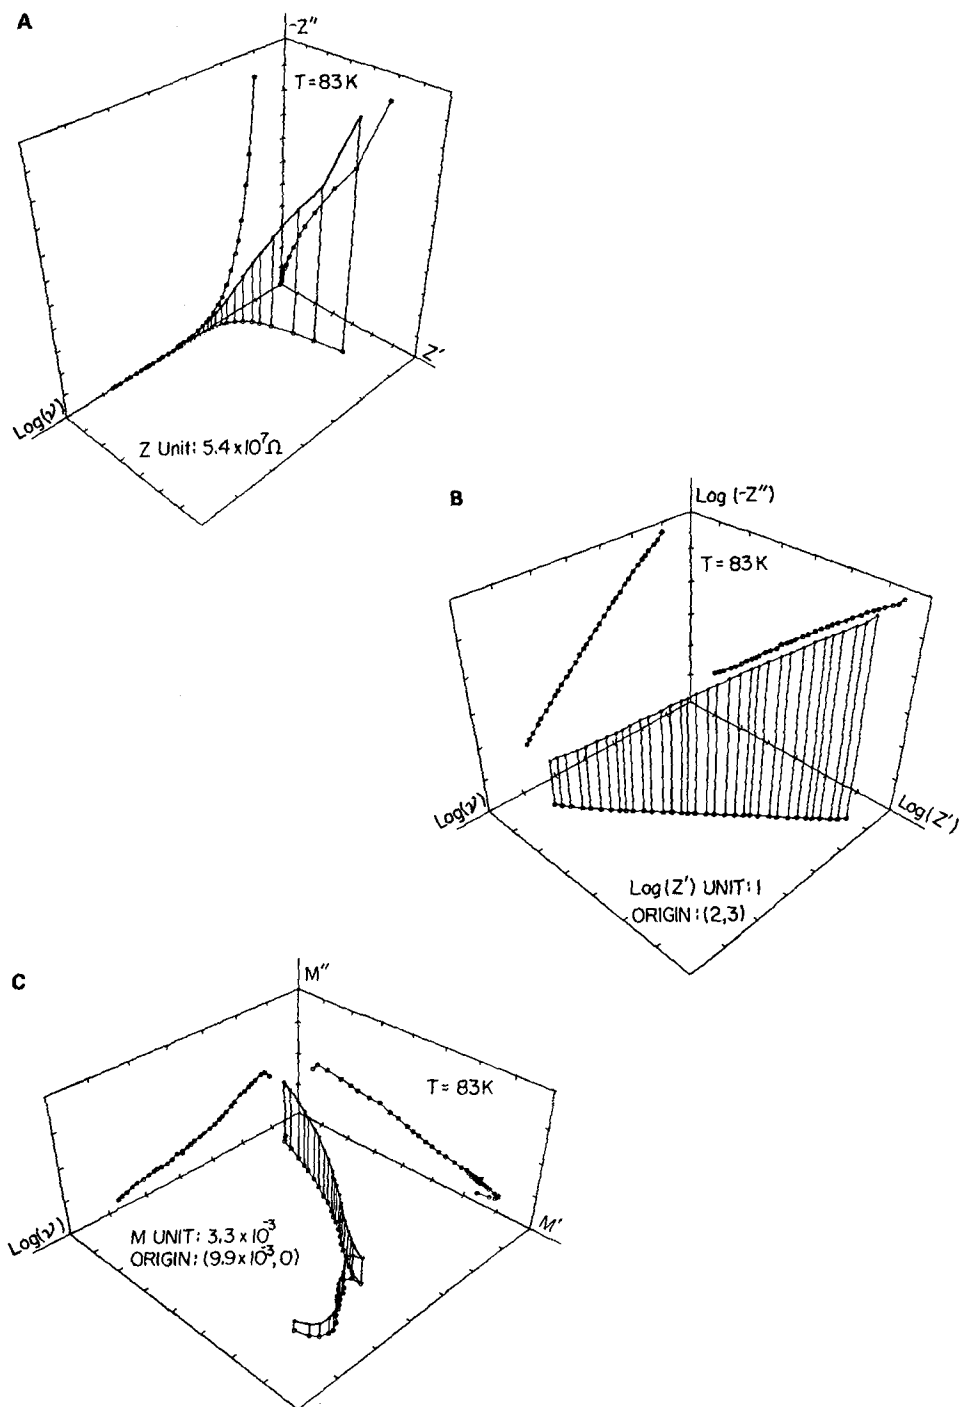 A
-Z″
T=83K
Z′
Log(ν)
Z Unit: 5.4x10⁷Ω
B
Log (-Z″)
T=83K
Log(ν)
Log(Z′)
Log(Z′) UNIT:1
ORIGIN:(2,3)
C
M″
T=83K
Log(ν)
M′
M UNIT: 3.3x10⁻³
ORIGIN: (9.9x10⁻³,0)